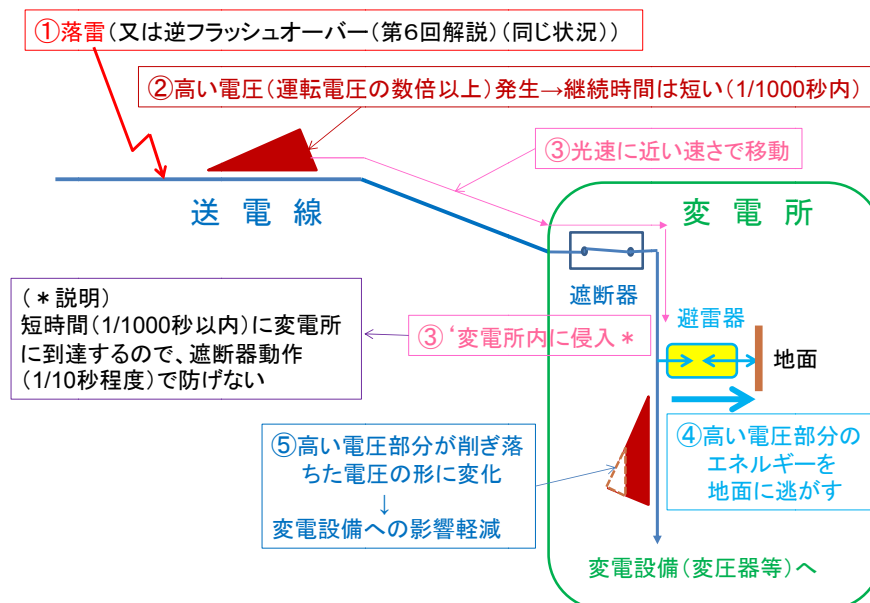 ①落雷(又は逆フラッシュオーバー(第6回解説)(同じ状況))
②高い電圧(運転電圧の数倍以上)発生→継続時間は短い(1/1000秒内)
③光速に近い速さで移動
送電線
変電所
遮断器
(*説明)
短時間(1/1000秒以内)に変電所
に到達するので、遮断器動作
(1/10秒程度)で防げない
③‘変電所内に侵入*
避雷器
地面
④高い電圧部分の
エネルギーを
地面に逃がす
⑤高い電圧部分が削ぎ落
ちた電圧の形に変化
↓
変電設備への影響軽減
変電設備(変圧器等)へ